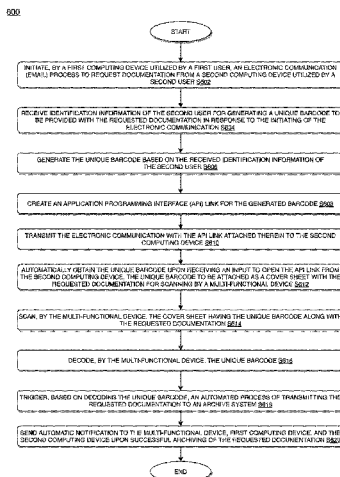 600
START
INITIATE, BY A FIRST COMPUTING DEVICE UTILIZED BY A FIRST USER, AN ELECTRONIC COMMUNICATION
(EMAIL) PROCESS TO REQUEST DOCUMENTATION FROM A SECOND COMPUTING DEVICE UTILIZED BY A
SECOND USER S602
RECEIVE IDENTIFICATION INFORMATION OF THE SECOND USER FOR GENERATING A UNIQUE BARCODE TO
BE PROVIDED WITH THE REQUESTED DOCUMENTATION IN RESPONSE TO THE INITIATING OF THE
ELECTRONIC COMMUNICATION S604
GENERATE THE UNIQUE BARCODE BASED ON THE RECEIVED IDENTIFICATION INFORMATION OF
THE SECOND USER S606
CREATE AN APPLICATION PROGRAMMING INTERFACE (API) LINK FOR THE GENERATED BARCODE S608
TRANSMIT THE ELECTRONIC COMMUNICATION WITH THE API LINK ATTACHED THEREIN TO THE SECOND
COMPUTING DEVICE S610
AUTOMATICALLY OBTAIN THE UNIQUE BARCODE UPON RECEIVING AN INPUT TO OPEN THE API LINK FROM
THE SECOND COMPUTING DEVICE, THE UNIQUE BARCODE TO BE ATTACHED AS A COVER SHEET WITH THE
REQUESTED DOCUMENTATION FOR SCANNING BY A MULTI-FUNCTIONAL DEVICE S612
SCAN, BY THE MULTI-FUNCTIONAL DEVICE, THE COVER SHEET HAVING THE UNIQUE BARCODE ALONG WITH
THE REQUESTED DOCUMENTATION S614
DECODE, BY THE MULTI-FUNCTIONAL DEVICE, THE UNIQUE BARCODE S616
TRIGGER, BASED ON DECODING THE UNIQUE BARCODE, AN AUTOMATED PROCESS OF TRANSMITTING THE
REQUESTED DOCUMENTATION TO AN ARCHIVE SYSTEM S618
SEND AUTOMATIC NOTIFICATION TO THE MULTI-FUNCTIONAL DEVICE, FIRST COMPUTING DEVICE, AND THE
SECOND COMPUTING DEVICE UPON SUCCESSFUL ARCHIVING OF THE REQUESTED DOCUMENTATION S620
END